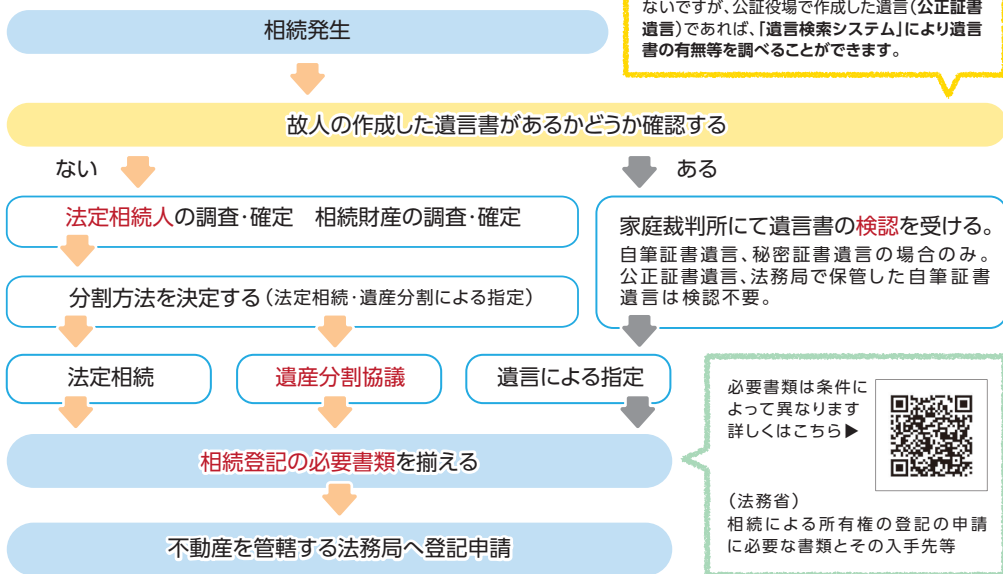 ないですが、公証役場で作成した遺言(公正証書
遺言)であれば、「遺言検索システム」により遺言
書の有無等を調べることができます。
相続発生
故人の作成した遺言書があるかどうか確認する
ない
ある
法定相続人の調査・確定　相続財産の調査・確定
家庭裁判所にて遺言書の検認を受ける。
自筆証書遺言、秘密証書遺言の場合のみ。
公正証書遺言、法務局で保管した自筆証書
遺言は検認不要。
分割方法を決定する(法定相続・遺産分割による指定)
法定相続
遺産分割協議
遺言による指定
必要書類は条件に
よって異なります
詳しくはこちら▶
(法務省)
相続による所有権の登記の申請
に必要な書類とその入手先等
相続登記の必要書類を揃える
不動産を管轄する法務局へ登記申請